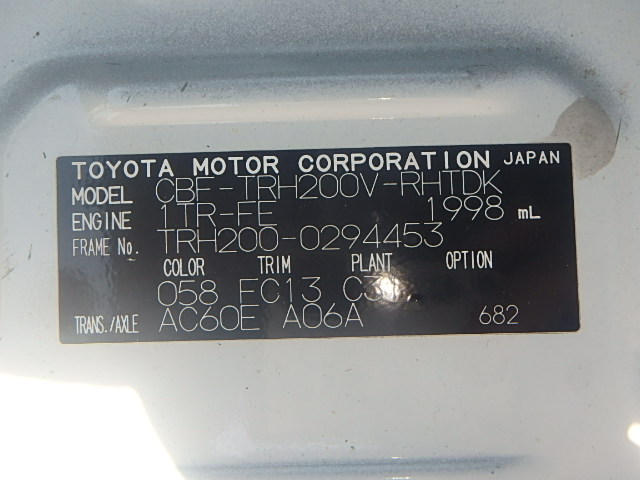 TOYOTA MOTOR CORPORATION JAPAN
MODEL CBF-TRH200V-RHTDK
ENGINE 1TR-FE 1998 mL
FRAME No. TRH200-0294453
COLOR TRIM PLANT OPTION
058 FC13
TRANS./AXLE AC60E A06A 682